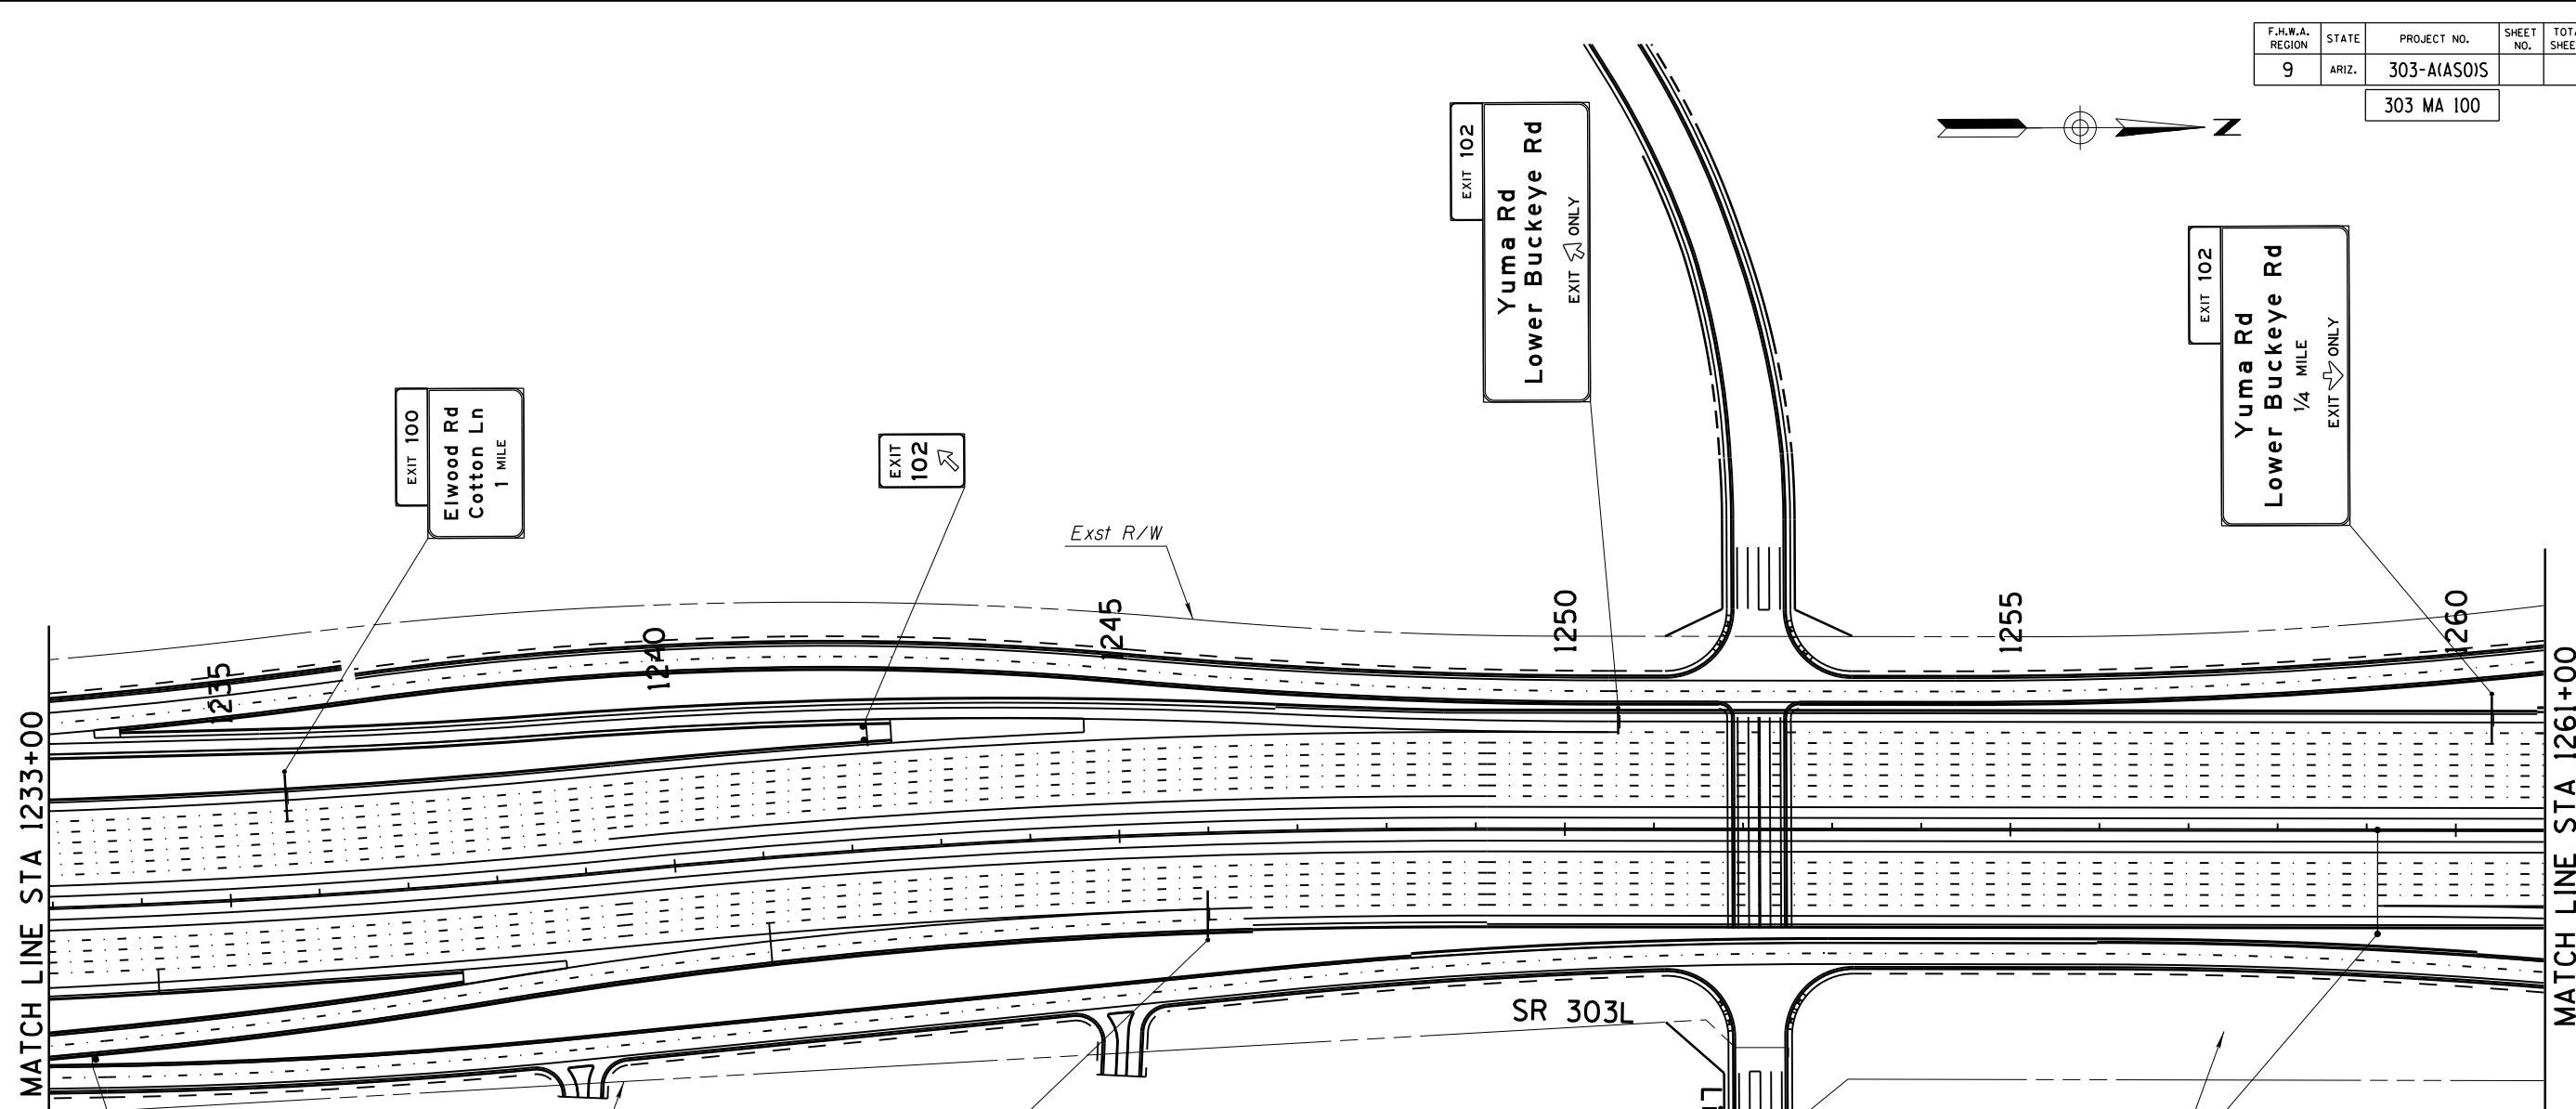 F.H.W.A. REGION
STATE
PROJECT NO.
SHEET NO.
9
ARIZ.
303-A(ASO)S
303 MA 100
N
EXIT 102
Yuma Rd
Lower Buckeye Rd
EXIT ONLY
EXIT 102
Yuma Rd
Lower Buckeye Rd
1/4 MILE
EXIT ONLY
EXIT 100
Elwood Rd
Cotton Ln
1 MILE
EXIT
102
Exst R/W
1235
1240
1245
1250
1255
1260
MATCH LINE STA 1233+00
MATCH LINE STA 1261+00
SR 303L